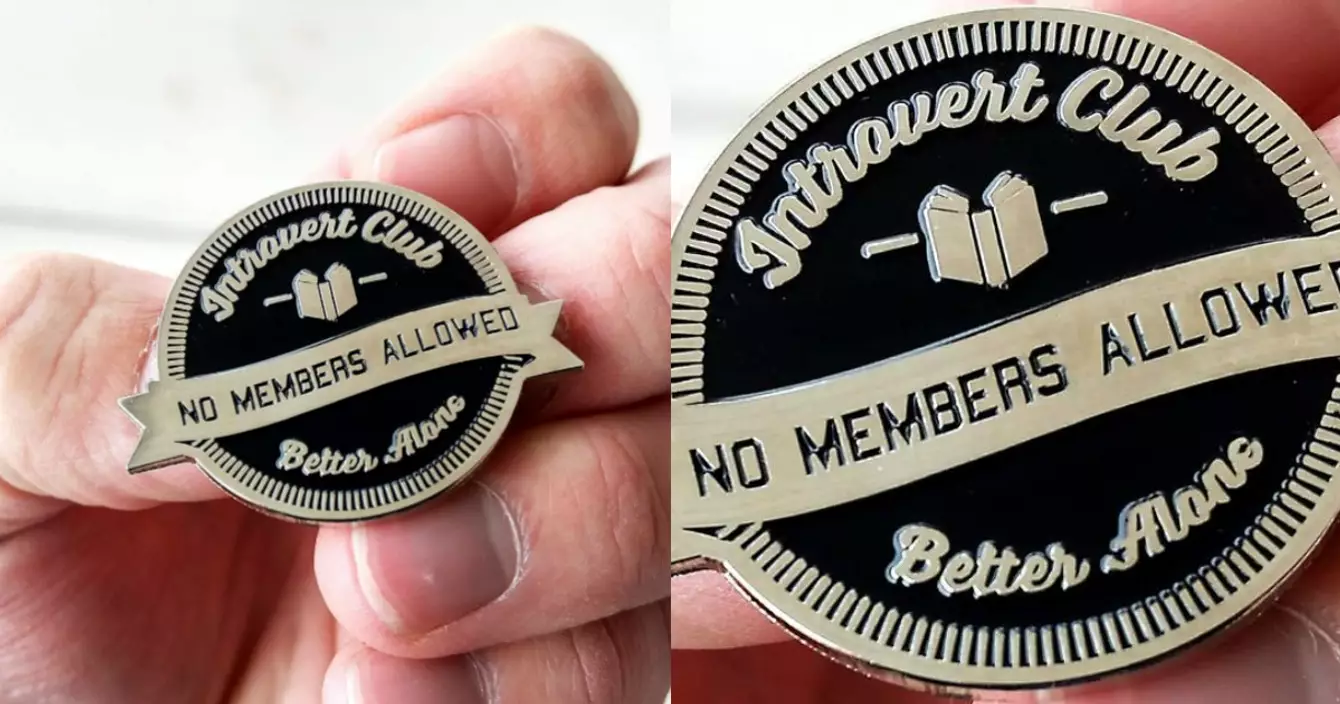 Introvert Club
NO MEMBERS ALLOWED
Better Alone
Introvert Club
NO MEMBERS ALLOWED
Better Alone